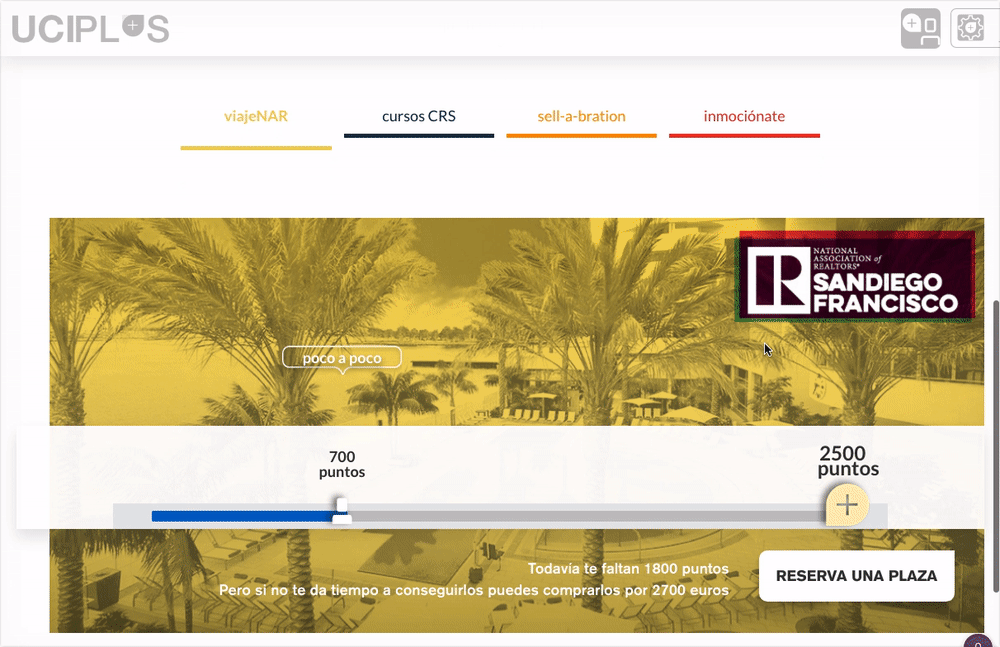 UCIPLUS
viajeNAR
cursos CRS
sell-a-bration
inmociónate
NATIONAL
ASSOCIATION of
REALTORS®
SANDIEGO
FRANCISCO
poco a poco
700
puntos
2500
puntos
Todavía te faltan 1800 puntos
Pero si no te da tiempo a conseguirlos puedes comprarlos por 2700 euros
RESERVA UNA PLAZA